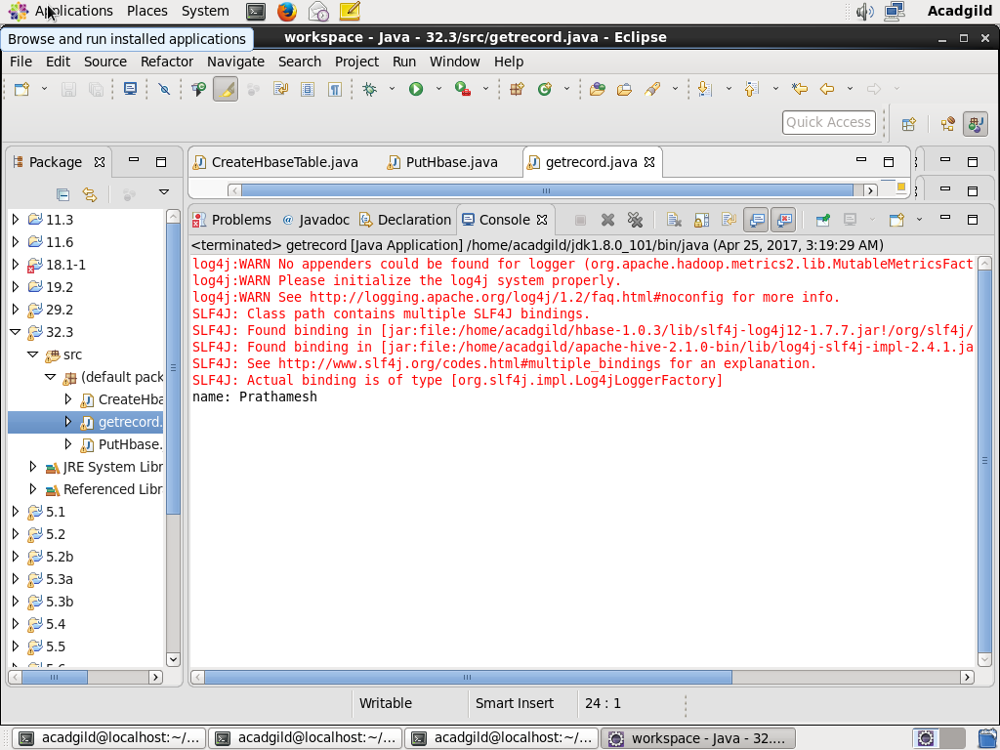 Applications Places System Acadgild
Browse and run installed applications
workspace - Java - 32.3/src/getrecord.java - Eclipse
File Edit Source Refactor Navigate Search Project Run Window Help
Quick Access
Package
CreateHbaseTable.java PutHbase.java getrecord.java
Problems Javadoc Declaration Console
<terminated> getrecord [Java Application] /home/acadgild/jdk1.8.0_101/bin/java (Apr 25, 2017, 3:19:29 AM)
log4j:WARN No appenders could be found for logger (org.apache.hadoop.metrics2.lib.MutableMetricsFact
log4j:WARN Please initialize the log4j system properly.
log4j:WARN See http://logging.apache.org/log4j/1.2/faq.html#noconfig for more info.
SLF4J: Class path contains multiple SLF4J bindings.
SLF4J: Found binding in [jar:file:/home/acadgild/hbase-1.0.3/lib/slf4j-log4j12-1.7.7.jar!/org/slf4j/
SLF4J: Found binding in [jar:file:/home/acadgild/apache-hive-2.1.0-bin/lib/log4j-slf4j-impl-2.4.1.ja
SLF4J: See http://www.slf4j.org/codes.html#multiple_bindings for an explanation.
SLF4J: Actual binding is of type [org.slf4j.impl.Log4jLoggerFactory]
name: Prathamesh
11.3
11.6
18.1-1
19.2
29.2
32.3
src
(default pack
CreateHba
getrecord.
PutHbase.
JRE System Libr
Referenced Libr
5.1
5.2
5.2b
5.3a
5.3b
5.4
5.5
Writable Smart Insert 24 : 1
acadgild@localhost:~/... acadgild@localhost:~/... acadgild@localhost:~/... workspace - Java - 32....